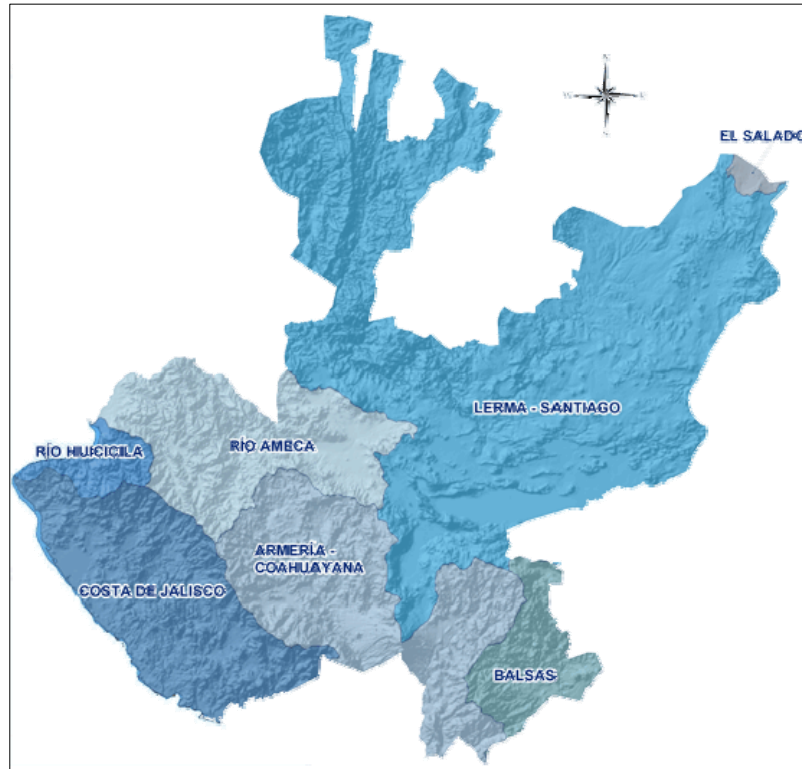 EL SALADO
LERMA - SANTIAGO
RÍO AMECA
RÍO HUICICILA
ARMERÍA -
COAHUAYANA
COSTA DE JALISCO
BALSAS